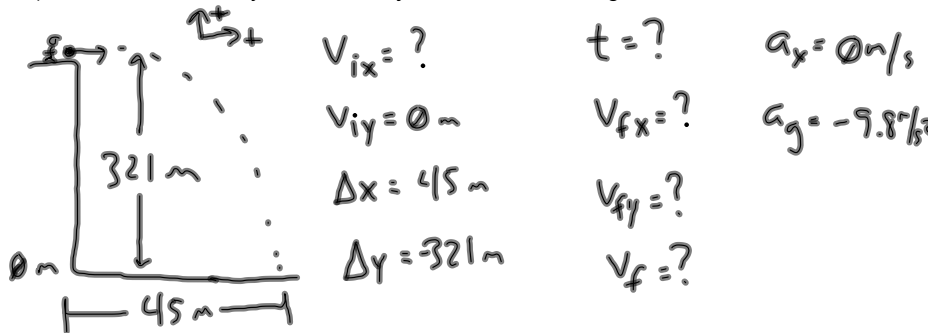 +
+
321 m
0 m
45 m
Vix = ?
Viy = 0 m
Δx = 45 m
Δy = -321 m
t = ?
Vfx = ?
Vfy = ?
Vf = ?
ax = 0 m/s
ag = -9.8 m/s²